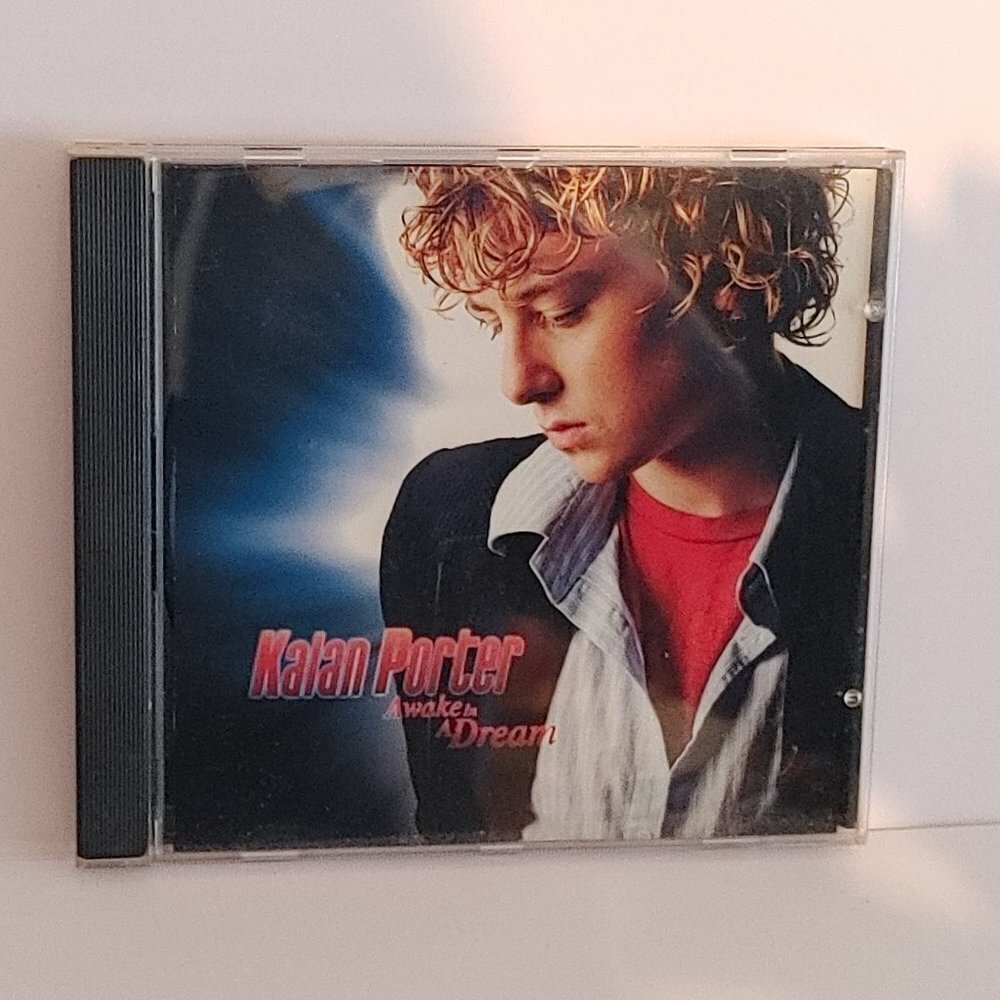 Kalan Porter
Awake In
A Dream